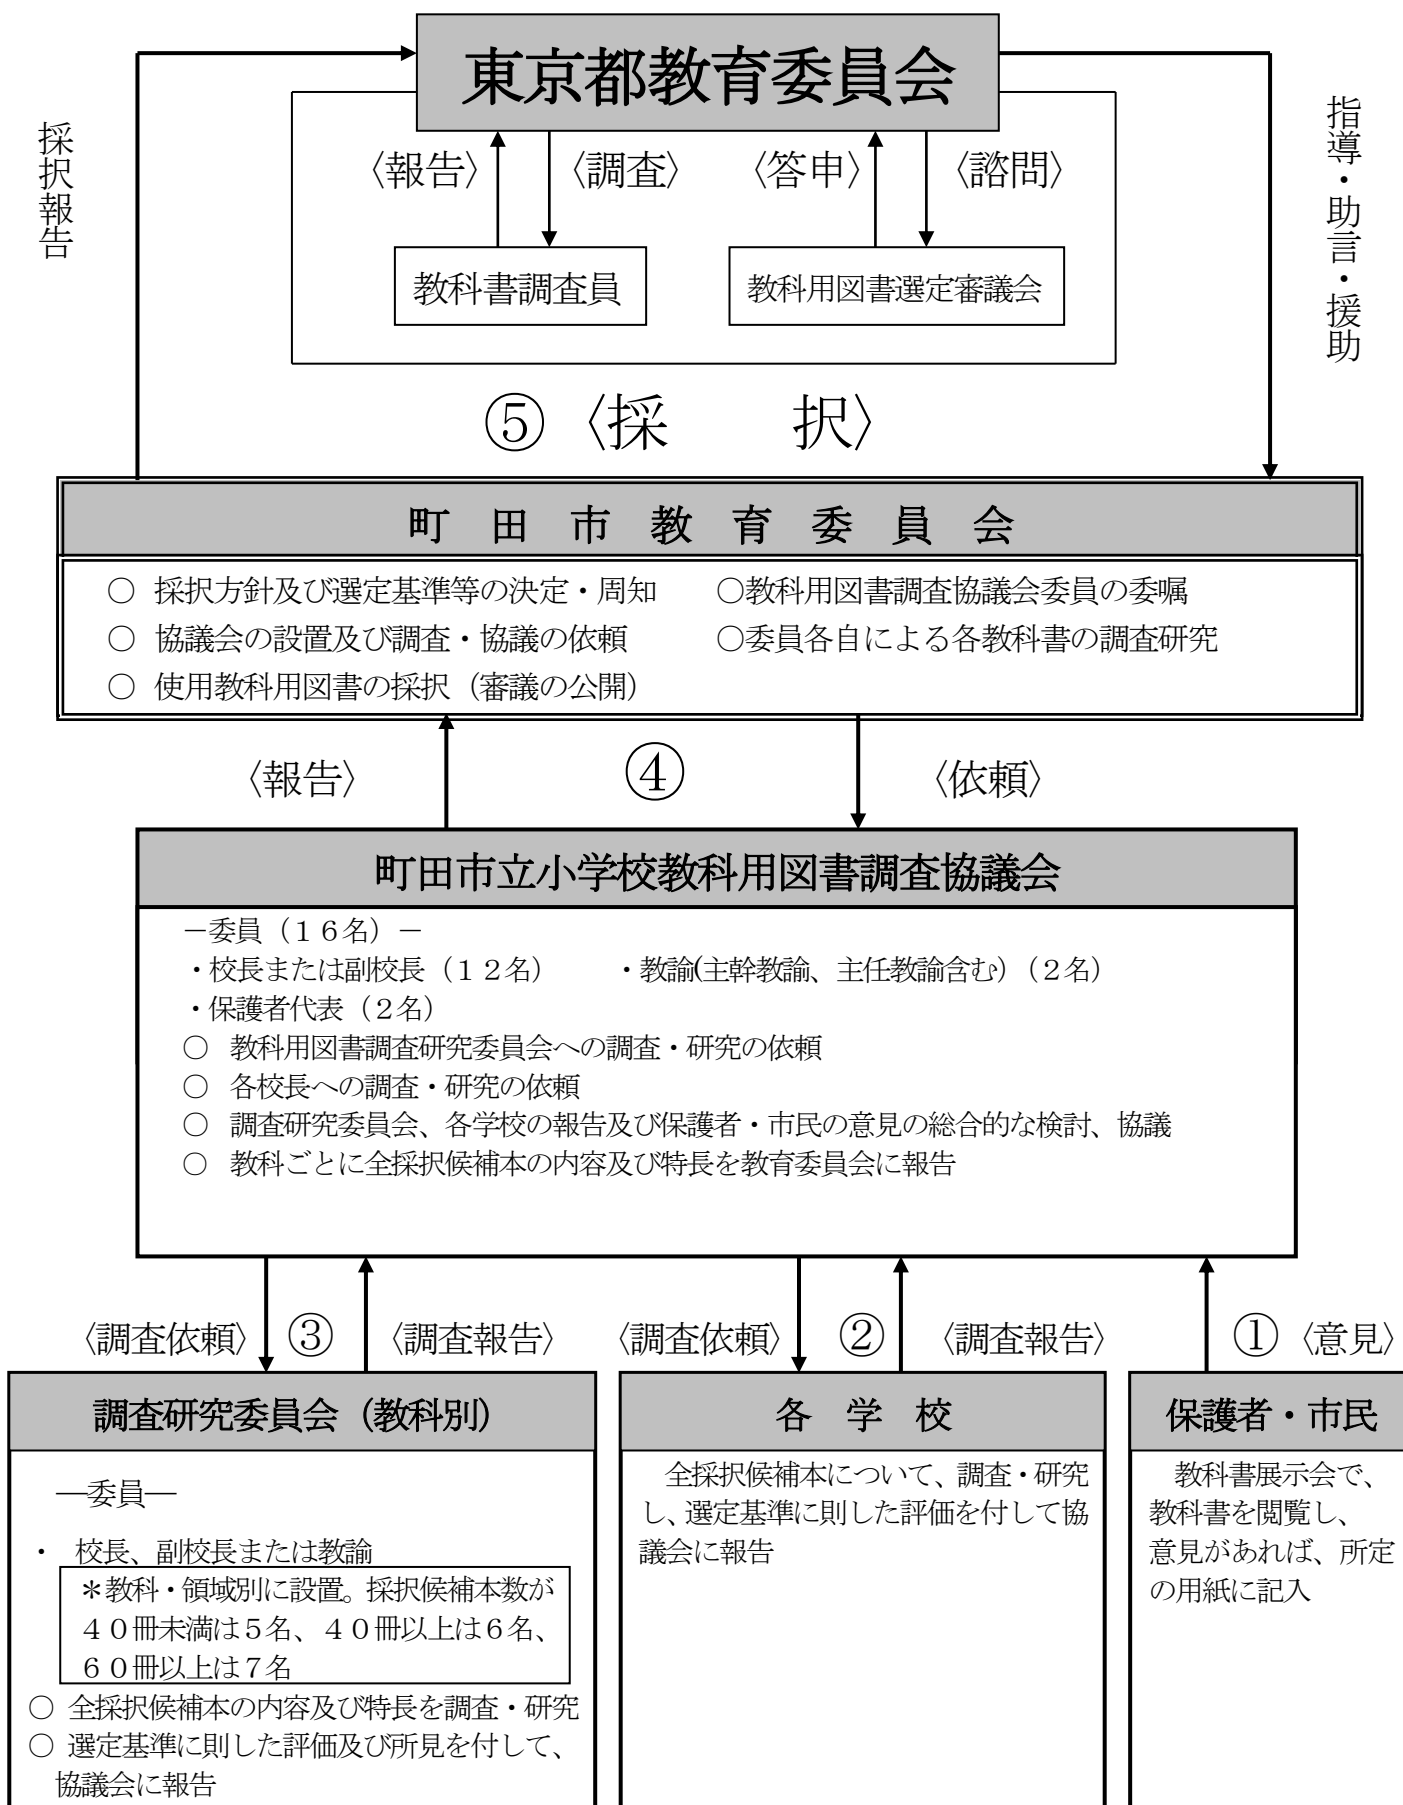 東京都教育委員会
採択報告
指導・助言・援助
〈報告〉
〈調査〉
〈答申〉
〈諮問〉
教科書調査員
教科用図書選定審議会
⑤〈採　　択〉
町　田　市　教　育　委　員　会
○ 採択方針及び選定基準等の決定・周知　○教科用図書調査協議会委員の委嘱
○ 協議会の設置及び調査・協議の依頼　○委員各自による各教科書の調査研究
○ 使用教科用図書の採択（審議の公開）
〈報告〉
④
〈依頼〉
町田市立小学校教科用図書調査協議会
－委員（１６名）－
・校長または副校長（１２名）　・教諭(主幹教諭、主任教諭含む）（２名）
・保護者代表（２名）
○ 教科用図書調査研究委員会への調査・研究の依頼
○ 各校長への調査・研究の依頼
○ 調査研究委員会、各学校の報告及び保護者・市民の意見の総合的な検討、協議
○ 教科ごとに全採択候補本の内容及び特長を教育委員会に報告
〈調査依頼〉
③
〈調査報告〉
〈調査依頼〉
②
〈調査報告〉
①
〈意見〉
調査研究委員会（教科別）
―委員―
・ 校長、副校長または教諭
＊教科・領域別に設置。採択候補本数が
４０冊未満は５名、４０冊以上は６名、
６０冊以上は７名
○ 全採択候補本の内容及び特長を調査・研究
○ 選定基準に則した評価及び所見を付して、
協議会に報告
各　学　校
全採択候補本について、調査・研究
し、選定基準に則した評価を付して協
議会に報告
保護者・市民
教科書展示会で、
教科書を閲覧し、
意見があれば、所定
の用紙に記入